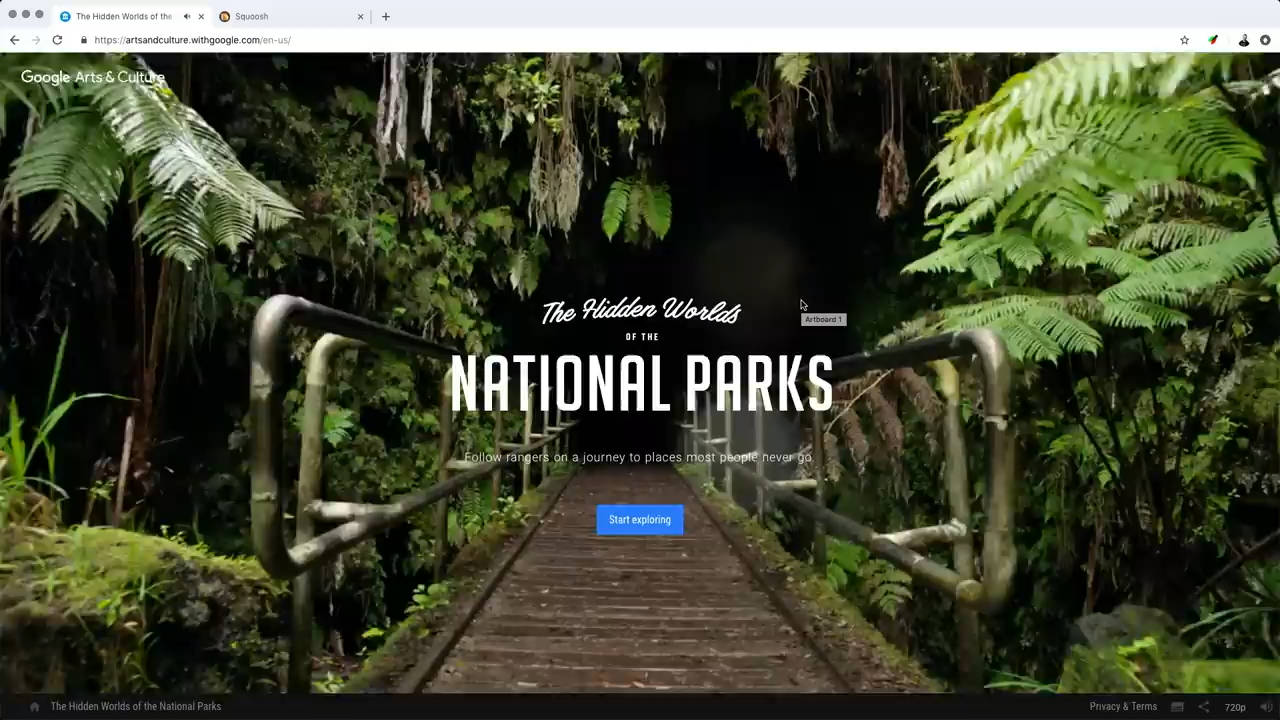 The Hidden Worlds of the
Squoosh
https://artsandculture.withgoogle.com/en-us/
Google Arts & Culture
The Hidden Worlds
OF THE
NATIONAL PARKS
Artboard 1
Follow rangers on a journey to places most people never go
Start exploring
The Hidden Worlds of the National Parks
Privacy & Terms
720p